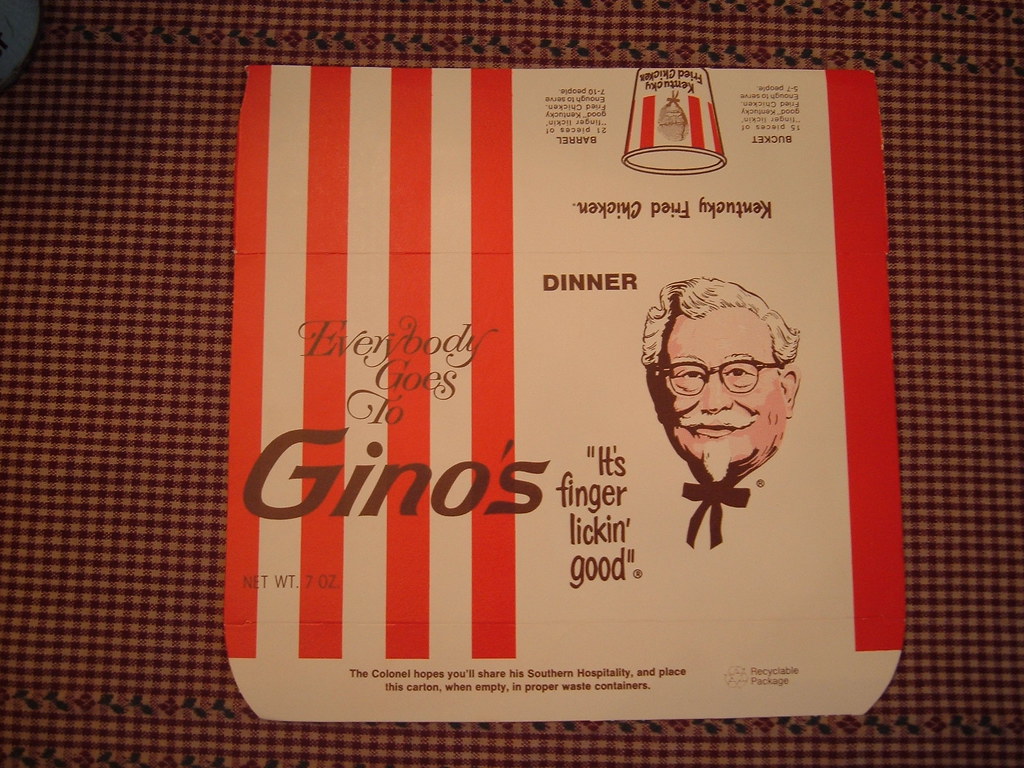 Kentucky
Fried Chicken
BARREL
21 pieces of
"finger lickin'
good" Kentucky
Fried Chicken.
Enough to serve
7-10 people.
BUCKET
15 pieces of
"finger lickin'
good" Kentucky
Fried Chicken.
Enough to serve
5-7 people.
Kentucky Fried Chicken.
DINNER
Everybody
Goes
To
Gino's
"It's
finger
lickin'
good"®
®
NET WT. 7 OZ.
The Colonel hopes you'll share his Southern Hospitality, and place
this carton, when empty, in proper waste containers.
Recyclable
Package